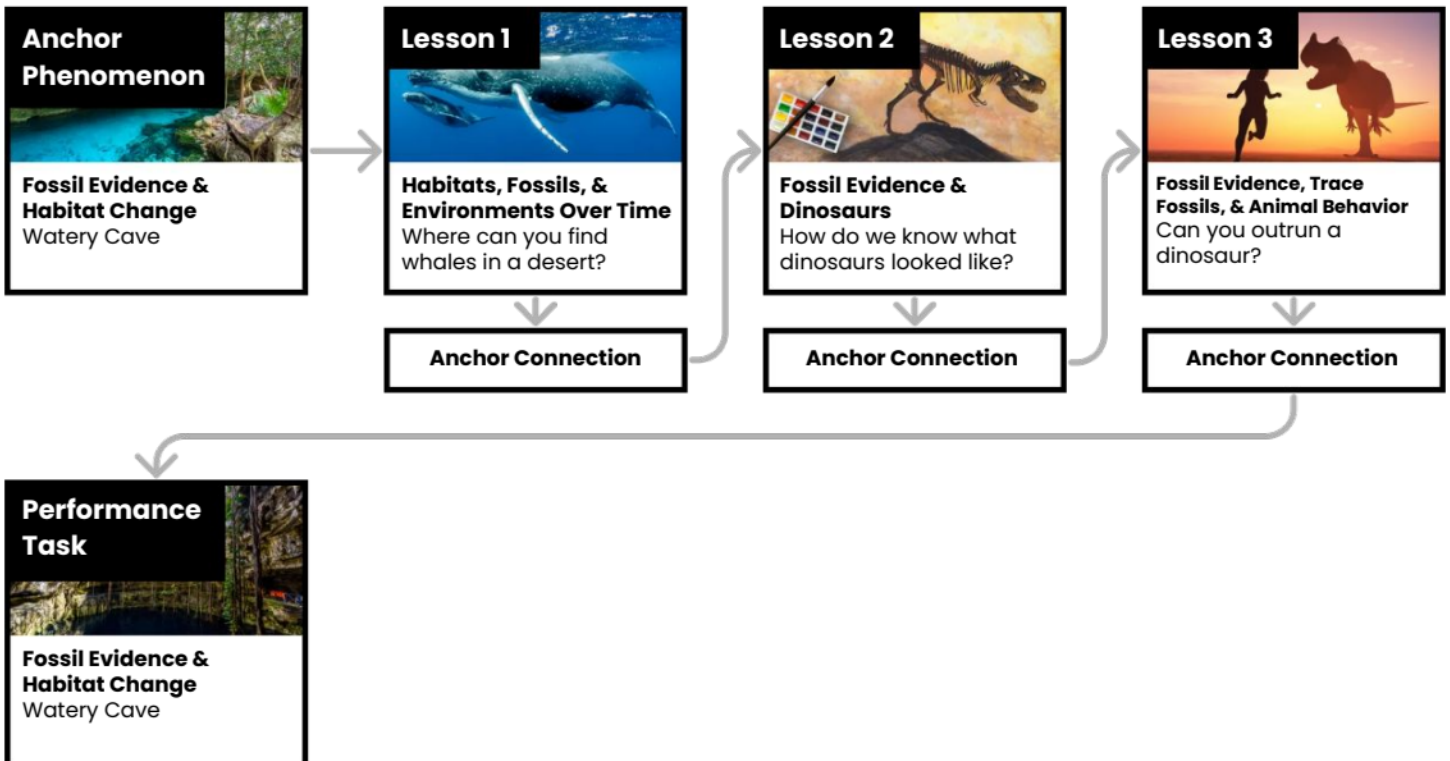 Anchor
Phenomenon
Fossil Evidence &
Habitat Change
Watery Cave
Lesson 1
Habitats, Fossils, &
Environments Over Time
Where can you find
whales in a desert?
Anchor Connection
Lesson 2
Fossil Evidence &
Dinosaurs
How do we know what
dinosaurs looked like?
Anchor Connection
Lesson 3
Fossil Evidence, Trace
Fossils, & Animal Behavior
Can you outrun a
dinosaur?
Anchor Connection
Performance
Task
Fossil Evidence &
Habitat Change
Watery Cave